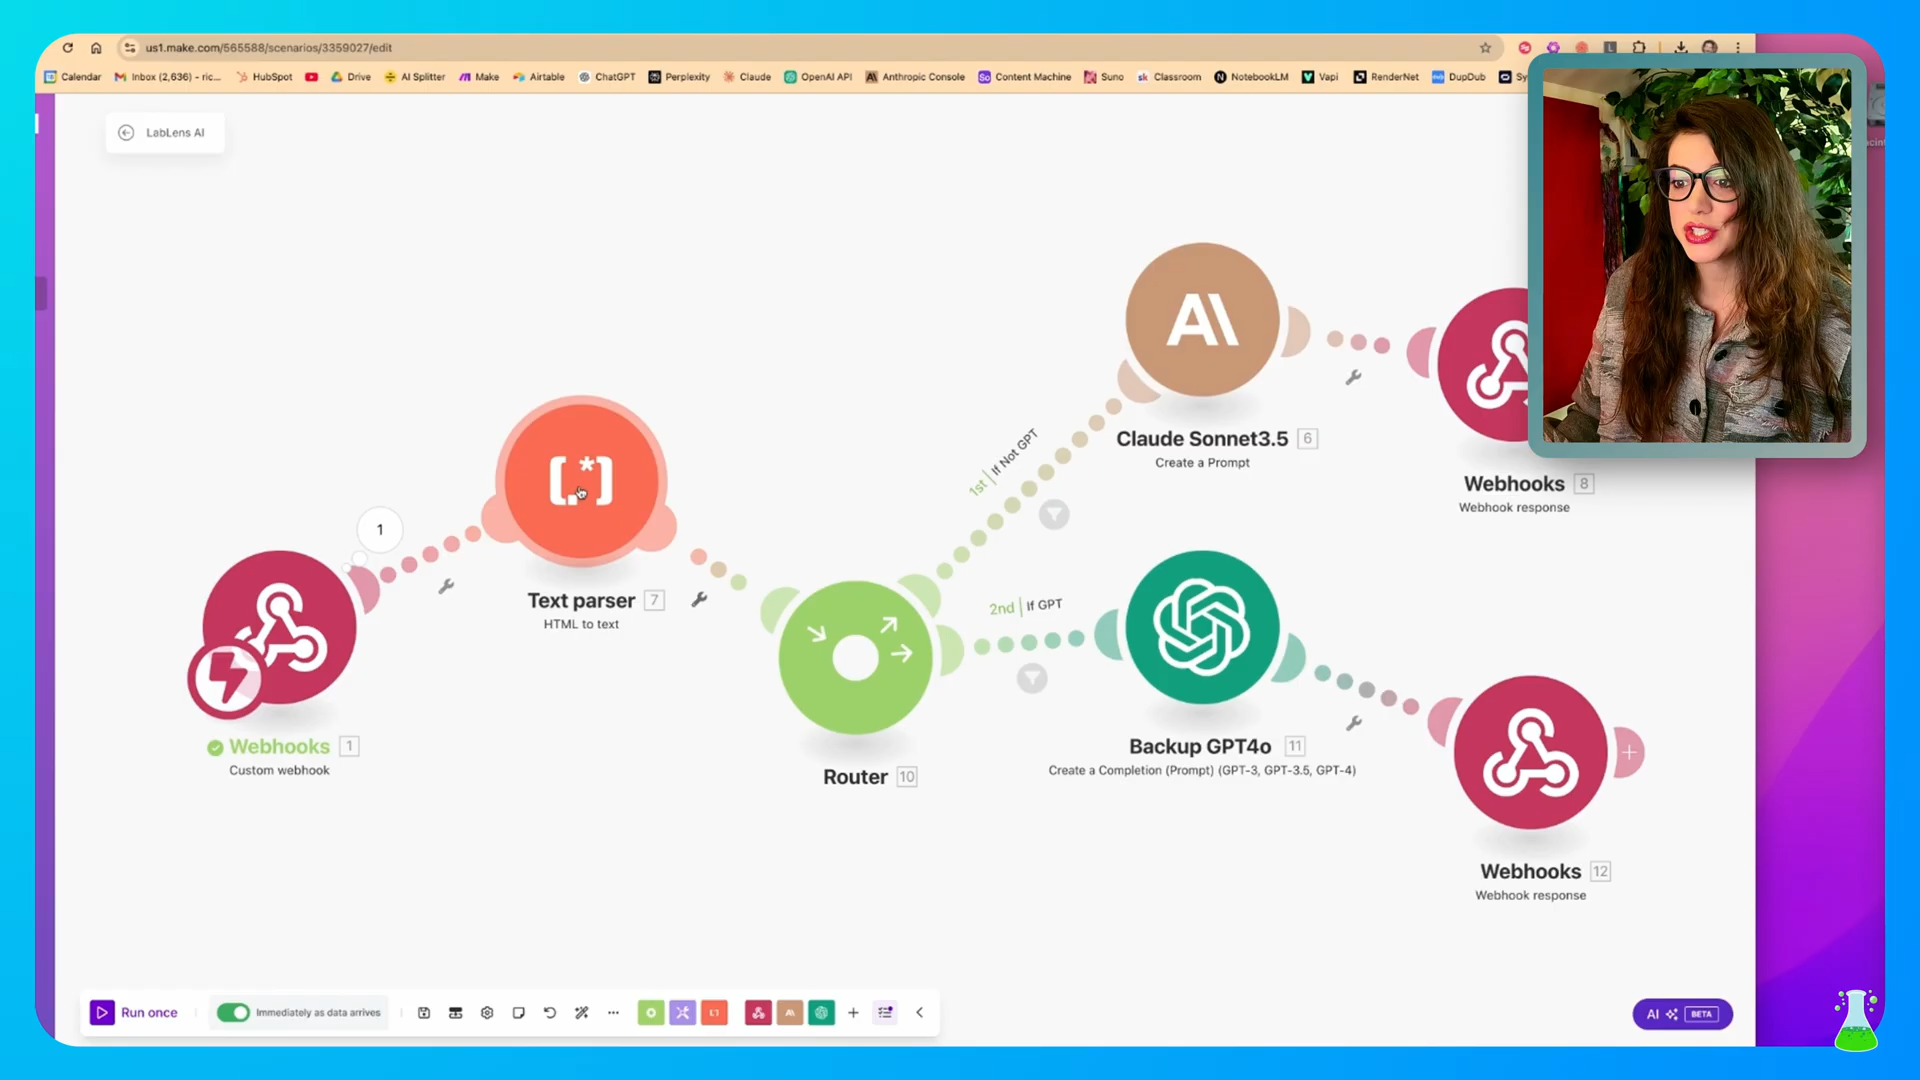 us1.make.com/565588/scenarios/3359027/edit
Calendar
Inbox (2,636) - ric...
HubSpot
Drive
AI Splitter
Make
Airtable
ChatGPT
Perplexity
Claude
OpenAI API
Anthropic Console
Content Machine
Suno
Classroom
NotebookLM
Vapi
RenderNet
DupDub
LabLens AI
1st | If Not GPT
Claude Sonnet3.5 6
Create a Prompt
Webhooks 8
Webhook response
1
Text parser 7
HTML to text
2nd | If GPT
Webhooks 1
Custom webhook
Router 10
Backup GPT4o 11
Create a Completion (Prompt) (GPT-3, GPT-3.5, GPT-4)
Webhooks 12
Webhook response
Run once
Immediately as data arrives
AI BETA